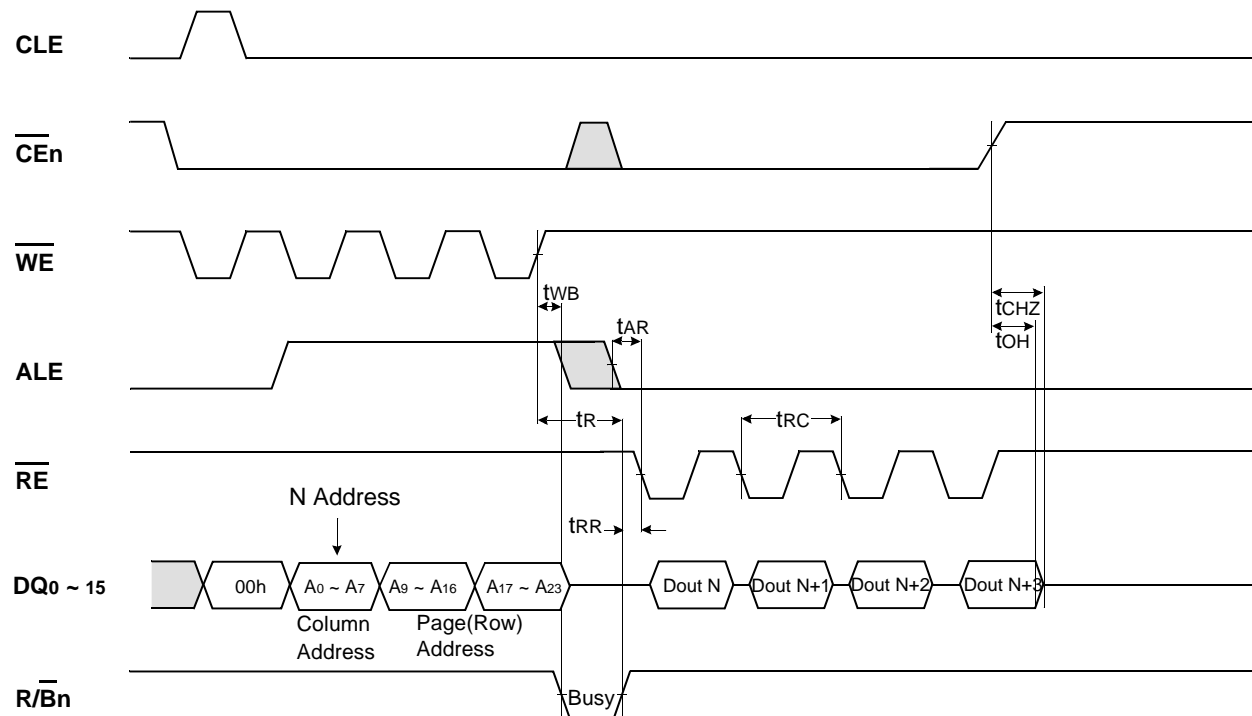 CLE
CEn
WE
tWB
tCHZ
tAR
tOH
ALE
tR
tRC
RE
N Address
tRR
DQ0 ~ 15
00h
A0 ~ A7
A9 ~ A16
A17 ~ A23
Dout N
Dout N+1
Dout N+2
Dout N+3
Column
Address
Page(Row)
Address
R/Bn
Busy